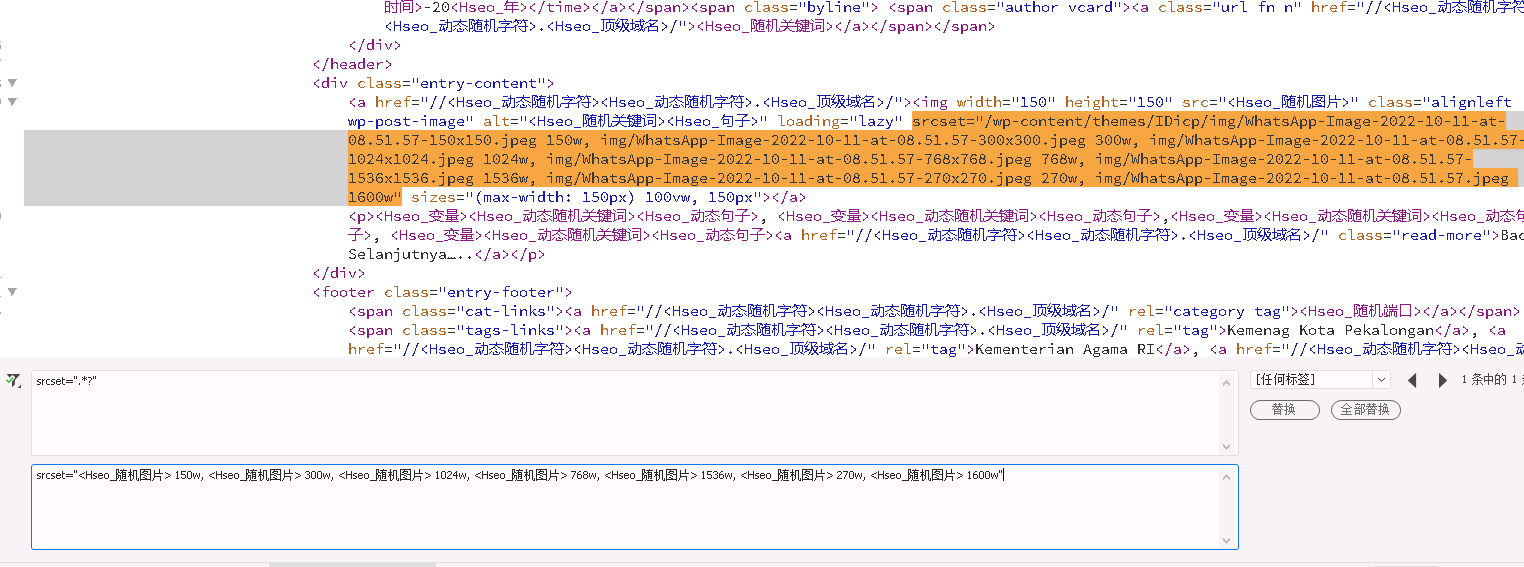 时间>-20<Hseo_年></time></a></span><span class="byline"> <span class="author vcard"><a class="url fn n" href="//<Hseo_动态随机字符
<Hseo_动态随机字符>.<Hseo_顶级域名>/"><Hseo_随机关键词></a></span></span>
</div>
</header>
<div class="entry-content">
<a href="//<Hseo_动态随机字符><Hseo_动态随机字符>.<Hseo_顶级域名>/"><img width="150" height="150" src="<Hseo_随机图片>" class="alignleft
wp-post-image" alt="<Hseo_随机关键词><Hseo_句子>" loading="lazy" srcset="/wp-content/themes/IDicp/img/WhatsApp-Image-2022-10-11-at-
08.51.57-150x150.jpeg 150w, img/WhatsApp-Image-2022-10-11-at-08.51.57-300x300.jpeg 300w, img/WhatsApp-Image-2022-10-11-at-08.51.57-
1024x1024.jpeg 1024w, img/WhatsApp-Image-2022-10-11-at-08.51.57-768x768.jpeg 768w, img/WhatsApp-Image-2022-10-11-at-08.51.57-
1536x1536.jpeg 1536w, img/WhatsApp-Image-2022-10-11-at-08.51.57-270x270.jpeg 270w, img/WhatsApp-Image-2022-10-11-at-08.51.57.jpeg
1600w" sizes="(max-width: 150px) 100vw, 150px"></a>
<p><Hseo_变量><Hseo_动态随机关键词><Hseo_动态句子>, <Hseo_变量><Hseo_动态随机关键词><Hseo_动态句子>,<Hseo_变量><Hseo_动态随机关键词><Hseo_动态句
子>, <Hseo_变量><Hseo_动态随机关键词><Hseo_动态句子><a href="//<Hseo_动态随机字符><Hseo_动态随机字符>.<Hseo_顶级域名>/" class="read-more">Bac
Selanjutnya…..</a></p>
</div>
<footer class="entry-footer">
<span class="cat-links"><a href="//<Hseo_动态随机字符><Hseo_动态随机字符>.<Hseo_顶级域名>/" rel="category tag"><Hseo_随机端口></a></span>
<span class="tags-links"><a href="//<Hseo_动态随机字符><Hseo_动态随机字符>.<Hseo_顶级域名>/" rel="tag">Kemenag Kota Pekalongan</a>, <a
href="//<Hseo_动态随机字符><Hseo_动态随机字符>.<Hseo_顶级域名>/" rel="tag">Kementerian Agama RI</a>, <a href="//<Hseo_动态随机字符><Hseo_动
srcset=".*?"
[任何标签]
1 条中的 1
替换
全部替换
srcset="<Hseo_随机图片> 150w, <Hseo_随机图片> 300w, <Hseo_随机图片> 1024w, <Hseo_随机图片> 768w, <Hseo_随机图片> 1536w, <Hseo_随机图片> 270w, <Hseo_随机图片> 1600w"